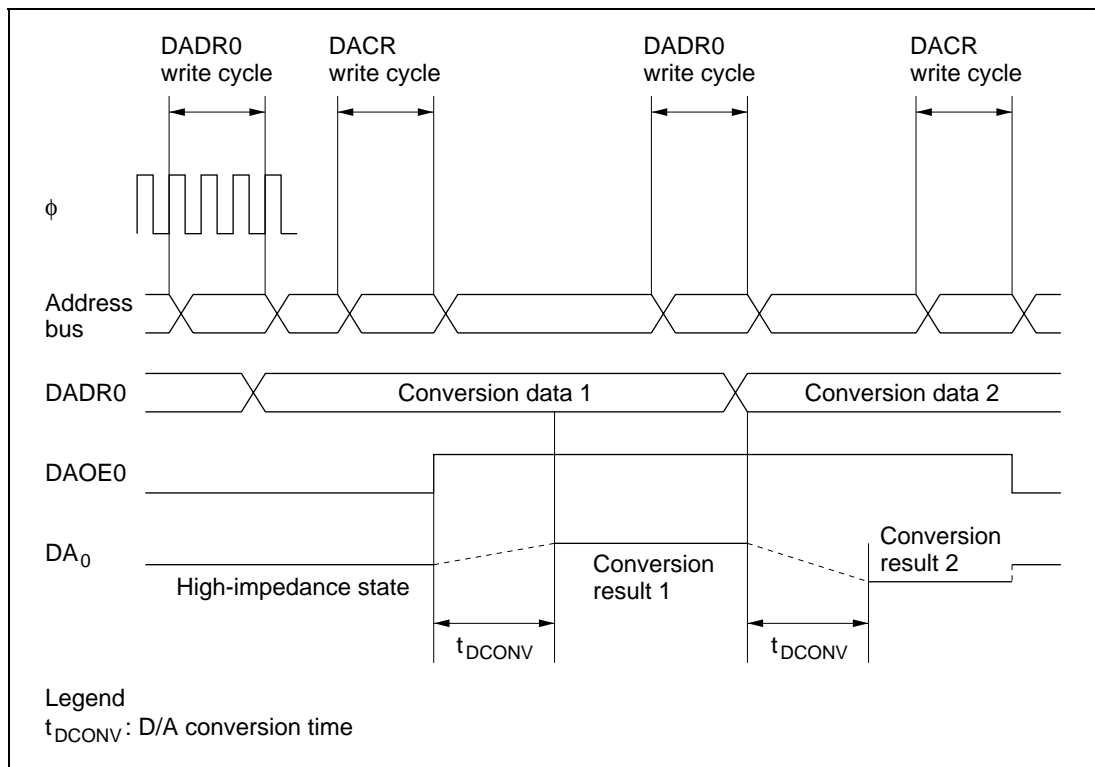 DADR0
write cycle
DACR
write cycle
DADR0
write cycle
DACR
write cycle
ϕ
Address
bus
DADR0
Conversion data 1
Conversion data 2
DAOE0
DA0
High-impedance state
Conversion
result 1
Conversion
result 2
tDCONV
tDCONV
Legend
tDCONV : D/A conversion time